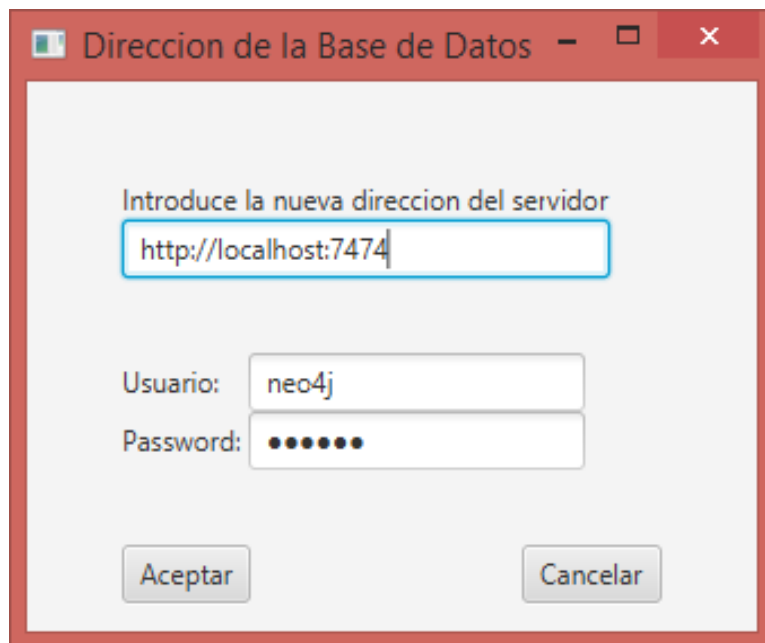 Direccion de la Base de Datos
Introduce la nueva direccion del servidor
http://localhost:7474
Usuario: neo4j
Password: ●●●●●●
Aceptar Cancelar